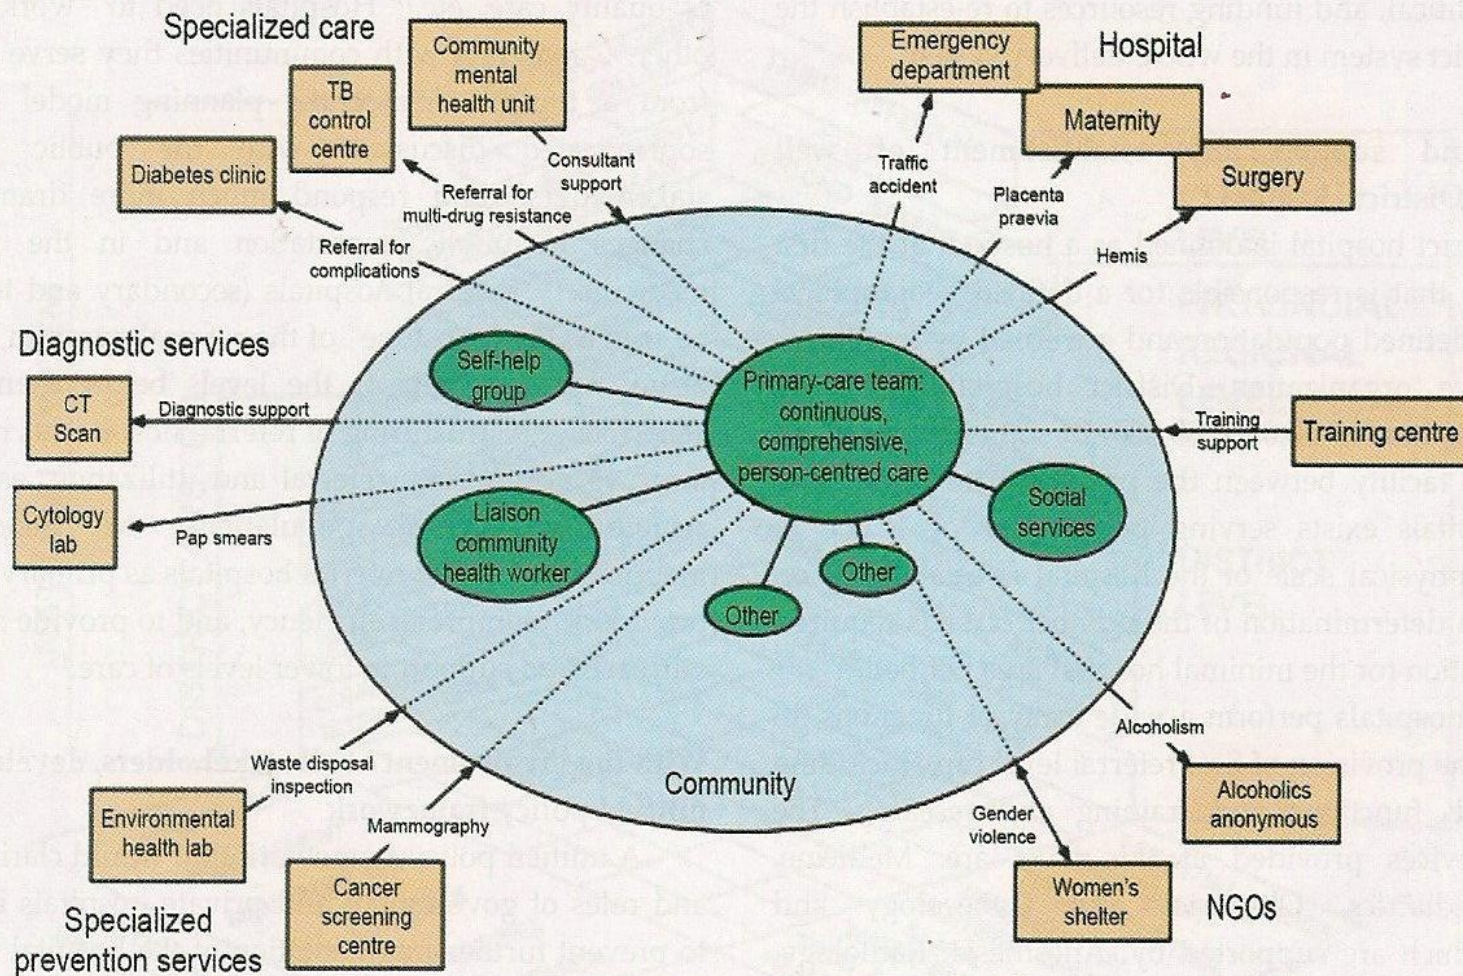 Specialized care
Community
mental
health unit
TB
control
centre
Diabetes clinic
Consultant
support
Referral for
multi-drug resistance
Referral for
complications
Emergency
department
Hospital
Maternity
Surgery
Traffic
accident
Placenta
praevia
Hernis
Diagnostic services
CT
Scan
Diagnostic support
Cytology
lab
Pap smears
Self-help
group
Primary-care team:
continuous,
comprehensive,
person-centred care
Training
support
Training centre
Liaison
community
health worker
Social
services
Other
Other
Community
Waste disposal
inspection
Environmental
health lab
Mammography
Cancer
screening
centre
Specialized
prevention services
Alcoholism
Alcoholics
anonymous
Gender
violence
Women's
shelter
NGOs